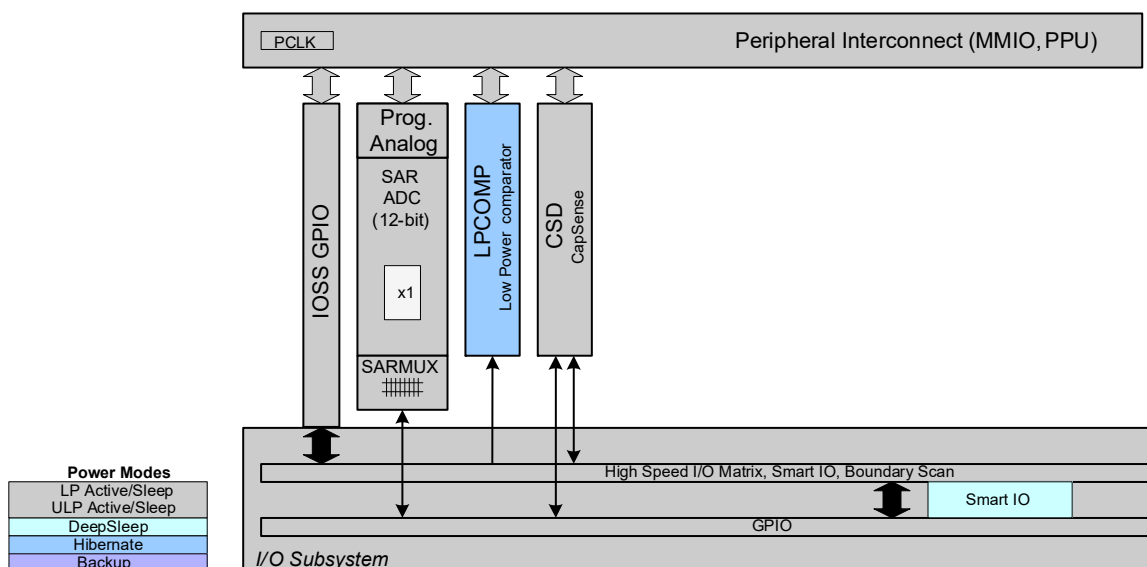 PCLK
Peripheral Interconnect (MMIO, PPU)
IOSS GPIO
Prog.
Analog
SAR
ADC
(12-bit)
x1
SARMUX
LPCOMP
Low Power comparator
CSD
CapSense
High Speed I/O Matrix, Smart IO, Boundary Scan
Smart IO
GPIO
I/O Subsystem
Power Modes
LP Active/Sleep
ULP Active/Sleep
DeepSleep
Hibernate
Backup